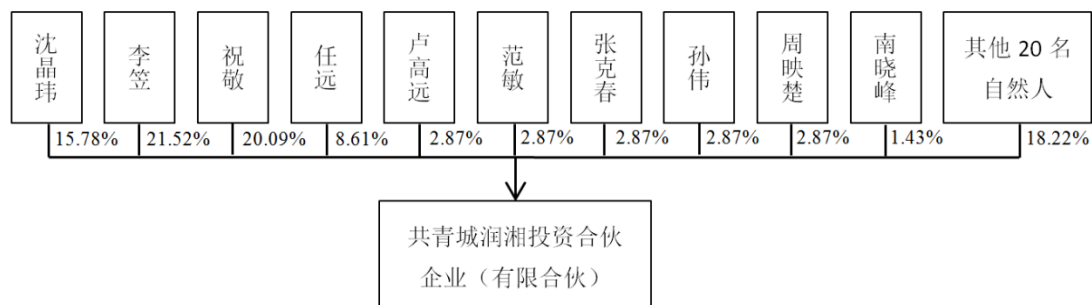 沈晶玮
李笠
祝敬
任远
卢高远
范敏
张克春
孙伟
周映楚
南晓峰
其他 20 名
自然人
15.78%
21.52%
20.09%
8.61%
2.87%
2.87%
2.87%
2.87%
2.87%
1.43%
18.22%
共青城润湘投资合伙
企业（有限合伙）